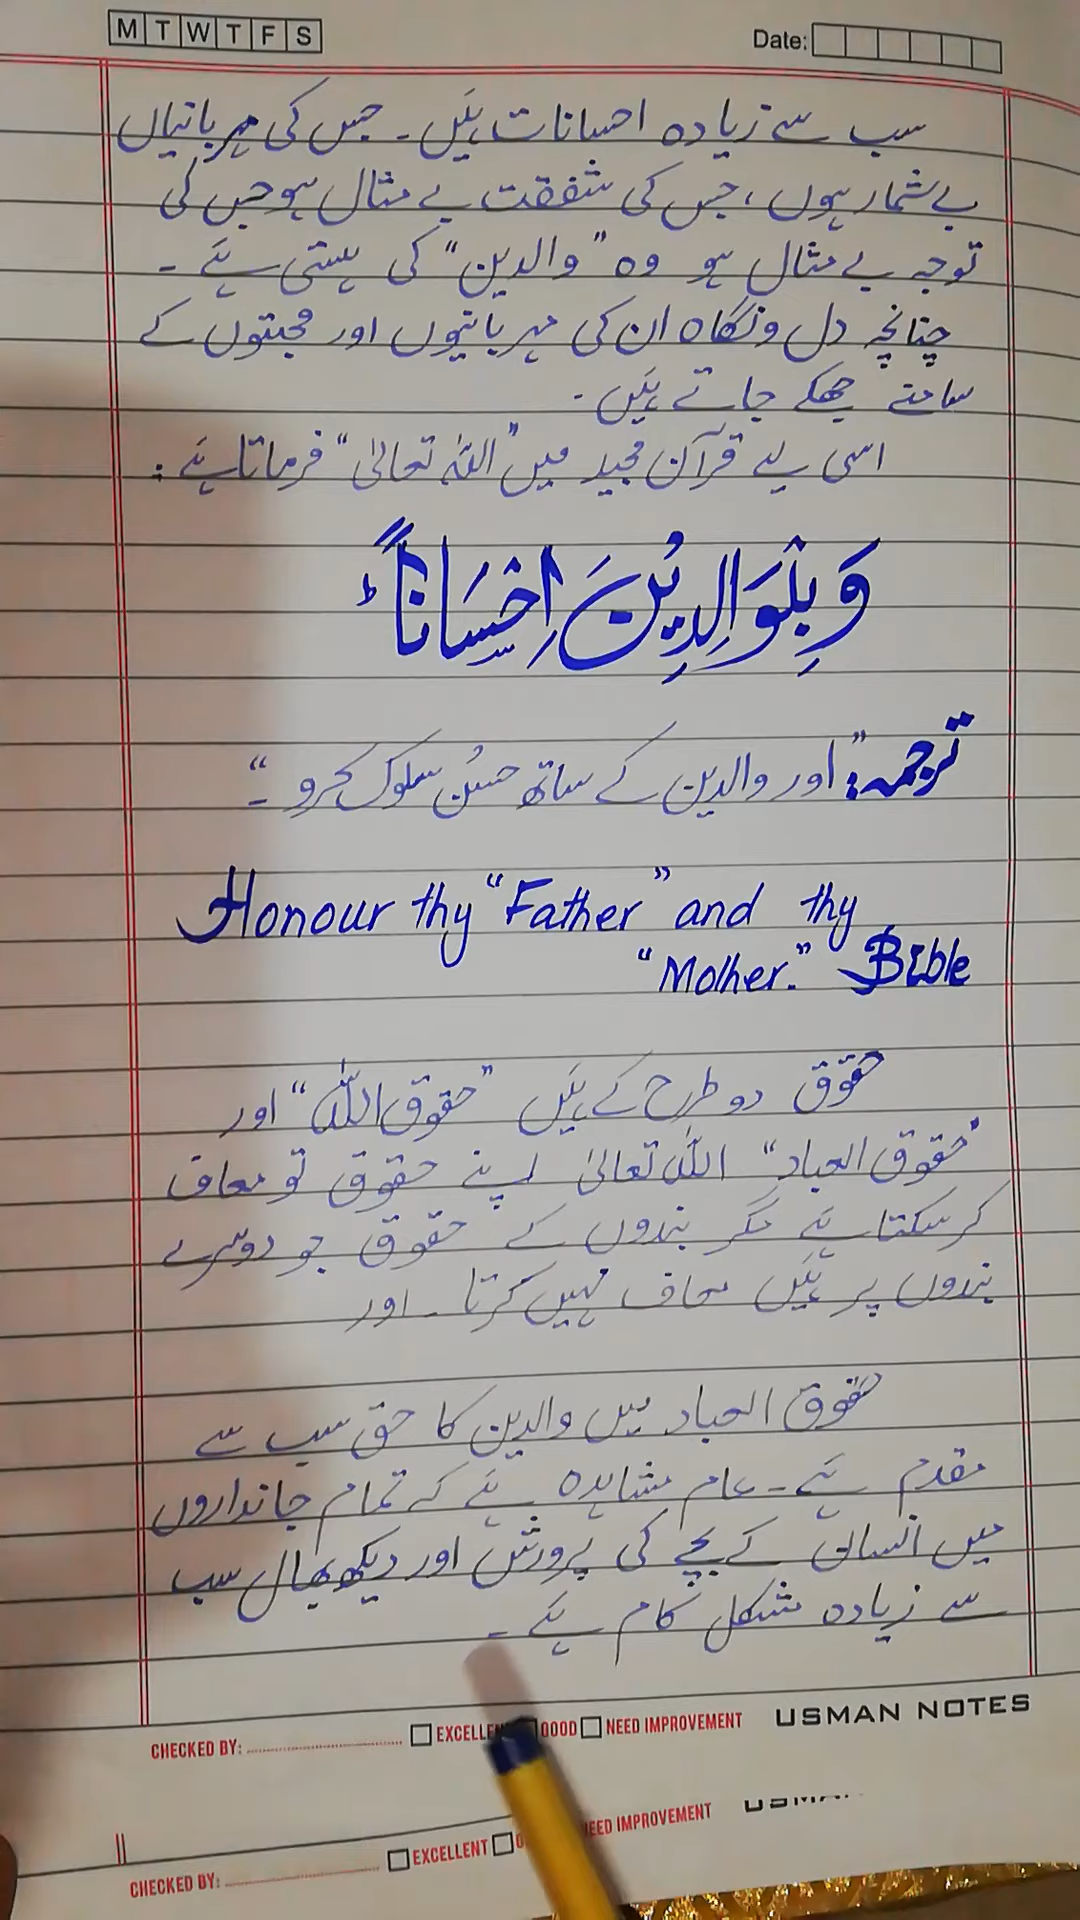 M T W T F S
Date:
سب سے زیادہ احسانات ہیں ۔ جس کی مہربانیاں
بے شمار ہوں ، جس کی شفقت بے مثال ہو جس کی
توجہ بے مثال ہو وہ "والدین" کی ہستی ہے ۔
چنانچہ دل و نگاہ ان کی مہربانیوں اور محبتوں کے
سامنے جھکے جاتے ہیں ۔
اسی لیے قرآن مجید میں "اللہ تعالیٰ" فرماتا ہے :
وَبِالْوَالِدِيْنَ اِحْسَاناً ؕ
ترجمہ: "اور والدین کے ساتھ حسنُ سلوک کرو ۔"
Honour thy "Father" and thy
"Mother." Bible
حقوق دو طرح کے ہیں "حقوق اللہ" اور
"حقوق العباد" اللہ تعالیٰ اپنے حقوق تو معاف
کر سکتا ہے مگر بندوں کے حقوق جو دوسرے
بندوں پر ہیں معاف نہیں کرتا ۔ اور
حقوق العباد میں والدین کا حق سب سے
مقدم ہے ۔ عام مشاہدہ ہے کہ تمام جانداروں
میں انسان کے بچے کی پرورش اور دیکھ بھال سب
سے زیادہ مشکل کام ہے ۔
CHECKED BY: EXCELLENT GOOD NEED IMPROVEMENT USMAN NOTES
CHECKED BY: EXCELLENT NEED IMPROVEMENT